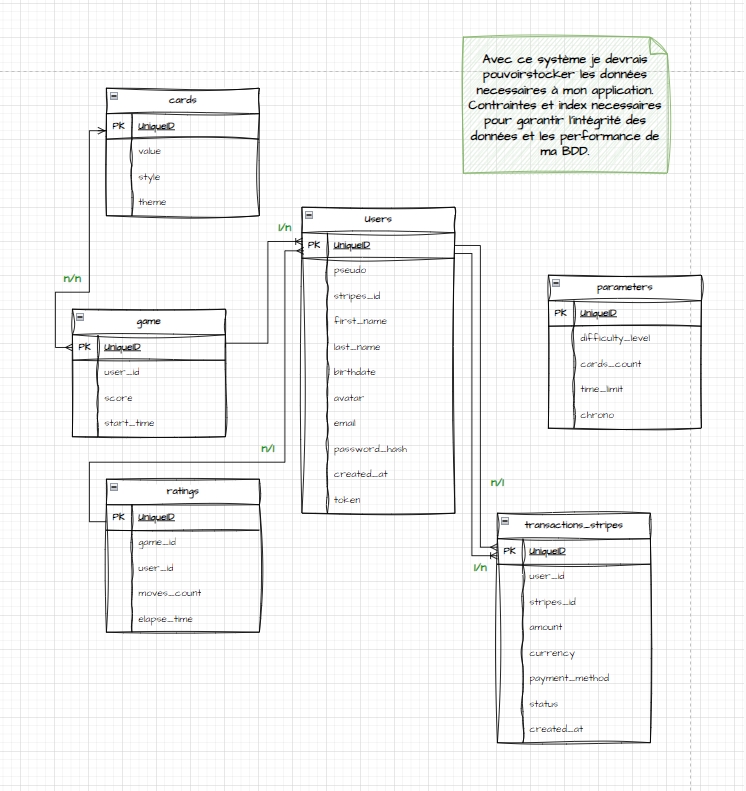 Avec ce système je devrais
pouvoirstocker les données
necessaires à mon application.
Contraintes et index necessaires
pour garantir l'intégrité des
données et les performance de
ma BDD.
cards
PK UniqueID
value
style
theme
n/n
game
PK UniqueID
user_id
score
start_time
1/n
Users
PK UniqueID
pseudo
stripes_id
first_name
last_name
birthdate
avatar
email
password_hash
created_at
token
parameters
PK UniqueID
difficulty_level
cards_count
time_limit
chrono
n/1
ratings
PK UniqueID
game_id
user_id
moves_count
elapse_time
n/1
1/n
transactions_stripes
PK UniqueID
user_id
stripes_id
amount
currency
payment_method
status
created_at